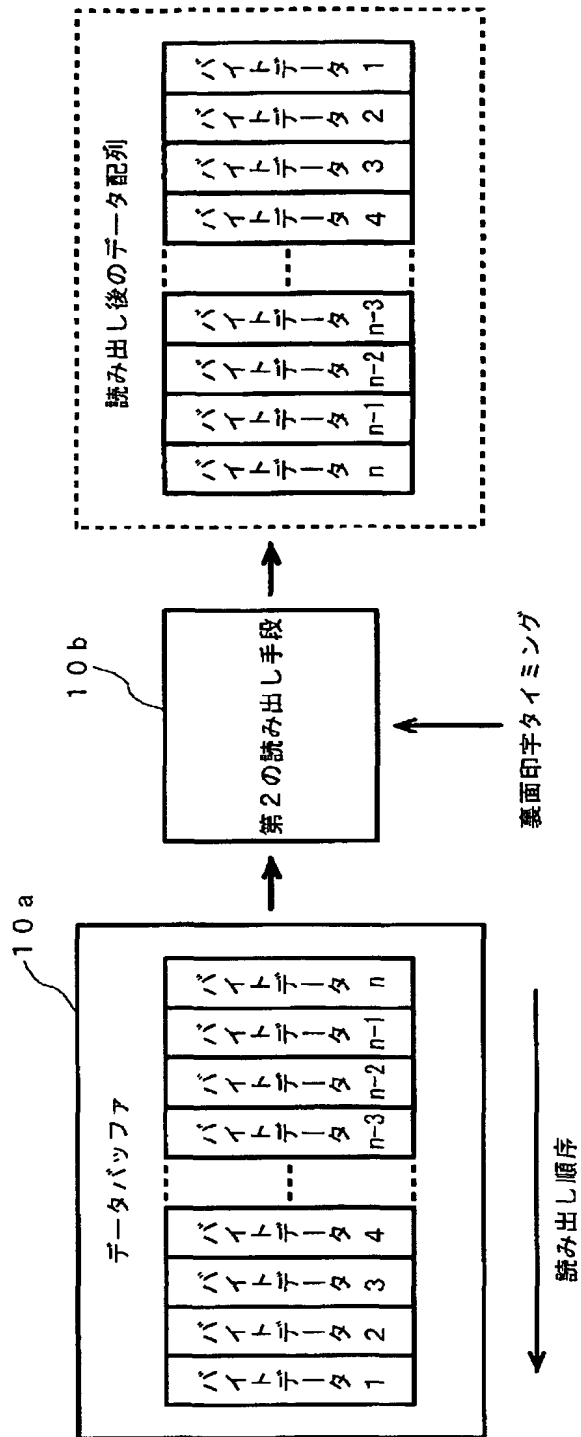 10a
データバッファ
バイトデータ 1
バイトデータ 2
バイトデータ 3
バイトデータ 4
バイトデータ n-3
バイトデータ n-2
バイトデータ n-1
バイトデータ n
読み出し順序
10b
第2の読み出し手段
裏面印字タイミング
読み出し後のデータ配列
バイトデータ n
バイトデータ n-1
バイトデータ n-2
バイトデータ n-3
バイトデータ 4
バイトデータ 3
バイトデータ 2
バイトデータ 1